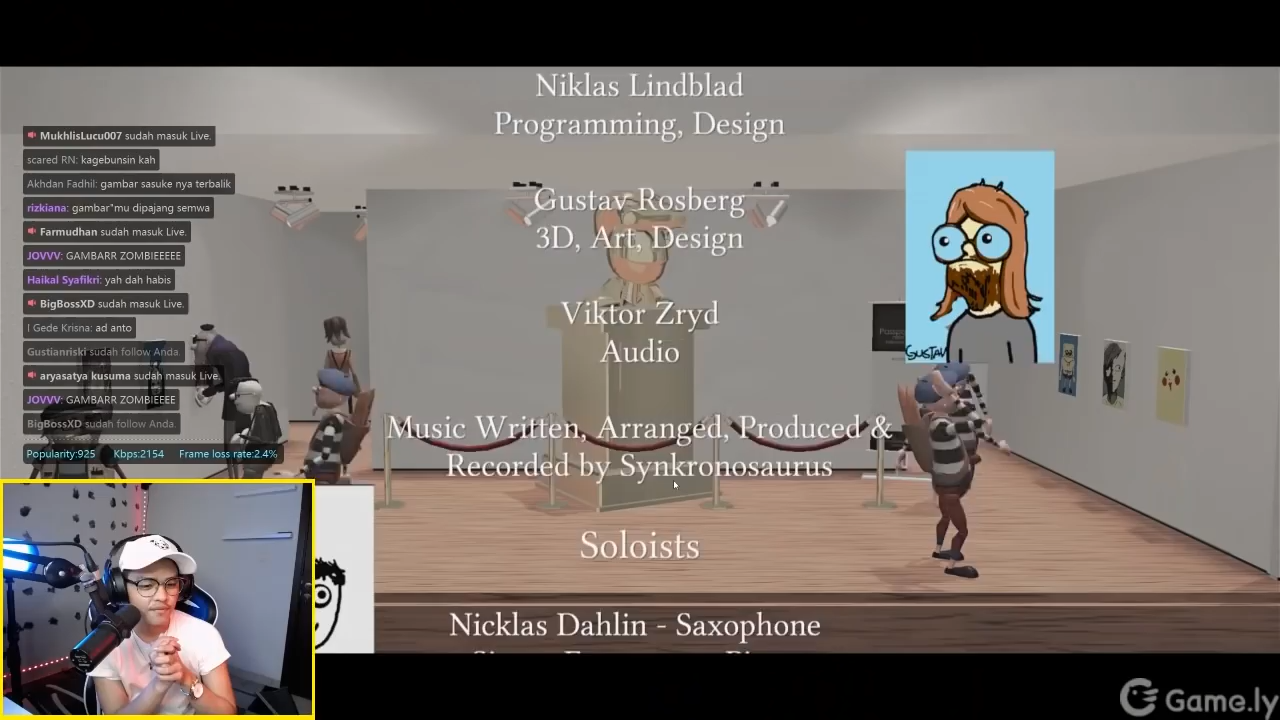 Niklas Lindblad
Programming, Design
Gustav Rosberg
3D, Art, Design
Viktor Zryd
Audio
Music Written, Arranged, Produced &
Recorded by Synkronosaurus
Soloists
Nicklas Dahlin - Saxophone
MukhlisLucu007 sudah masuk Live.
scared RN: kagebunsin kah
Akhdan Fadhil: gambar sasuke nya terbalik
rizkiana: gambar"mu dipajang semwa
Farmudhan sudah masuk Live.
JOVVV: GAMBARR ZOMBIEEEEE
Haikal Syafikri: yah dah habis
BigBossXD sudah masuk Live.
I Gede Krisna: ad anto
Gustianriski sudah follow Anda.
aryasatya kusuma sudah masuk Live.
JOVVV: GAMBARR ZOMBIEEEEE
BigBossXD sudah follow Anda.
Popularity:925 Kbps:2154 Frame loss rate:2.4%
GUSTAV
Game.ly